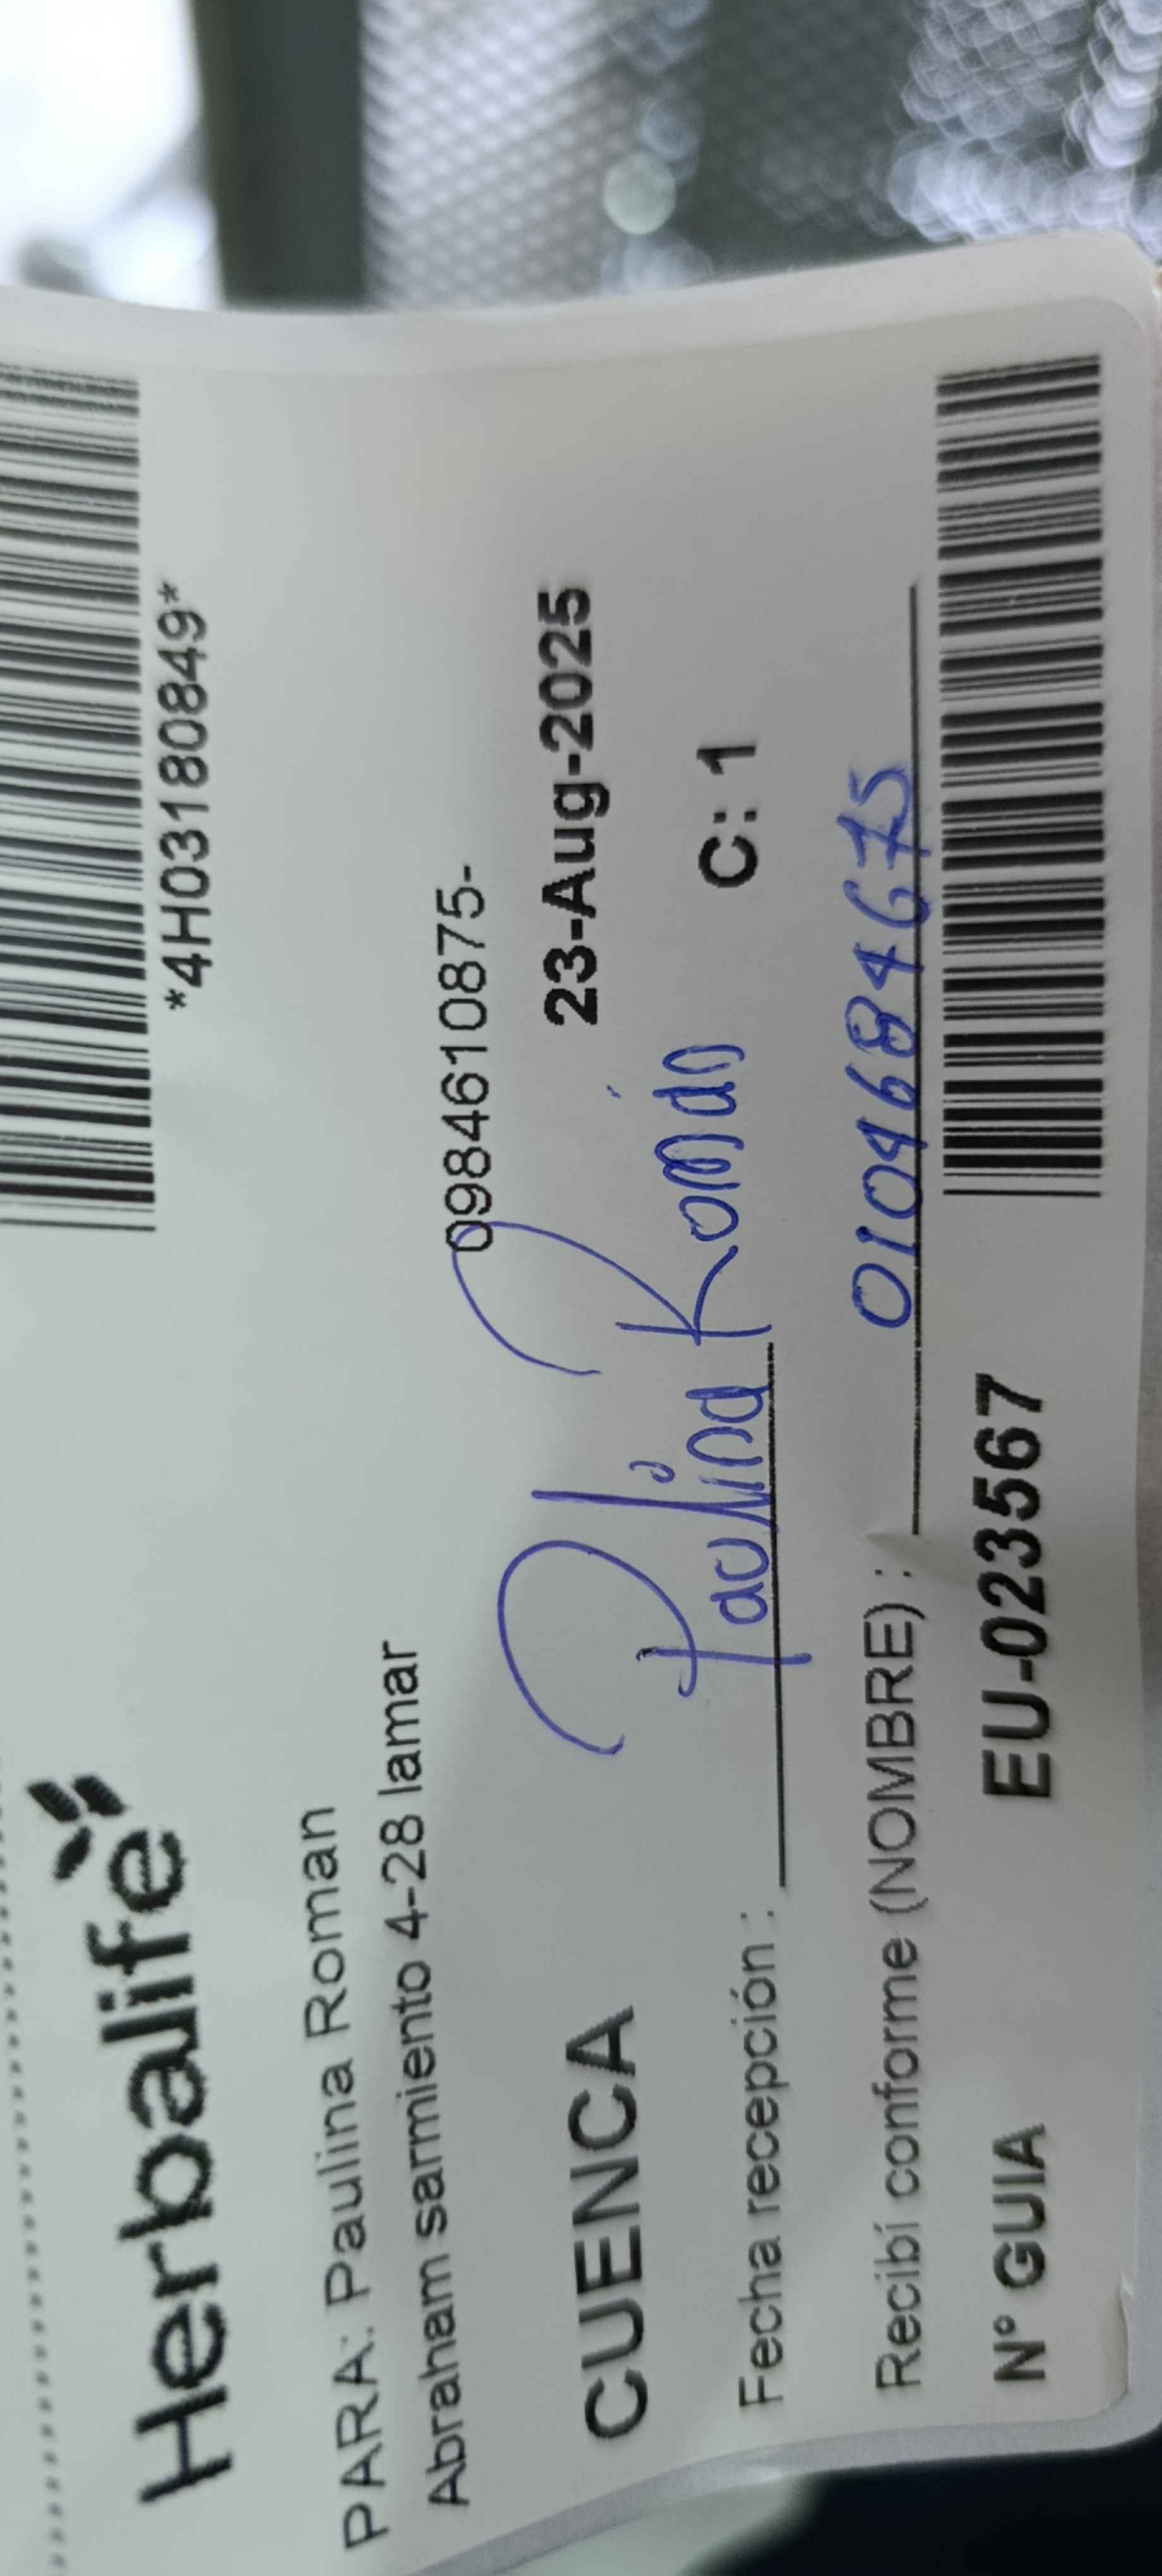 Herbalife
*4H03180849*
PARA: Paulina Roman
Abraham sarmiento 4-28 lamar
0984610875-
CUENCA
23-Aug-2025
Fecha recepción :
Paulina Román
C: 1
Recibí conforme (NOMBRE) :
0104684675
N° GUIA
EU-023567